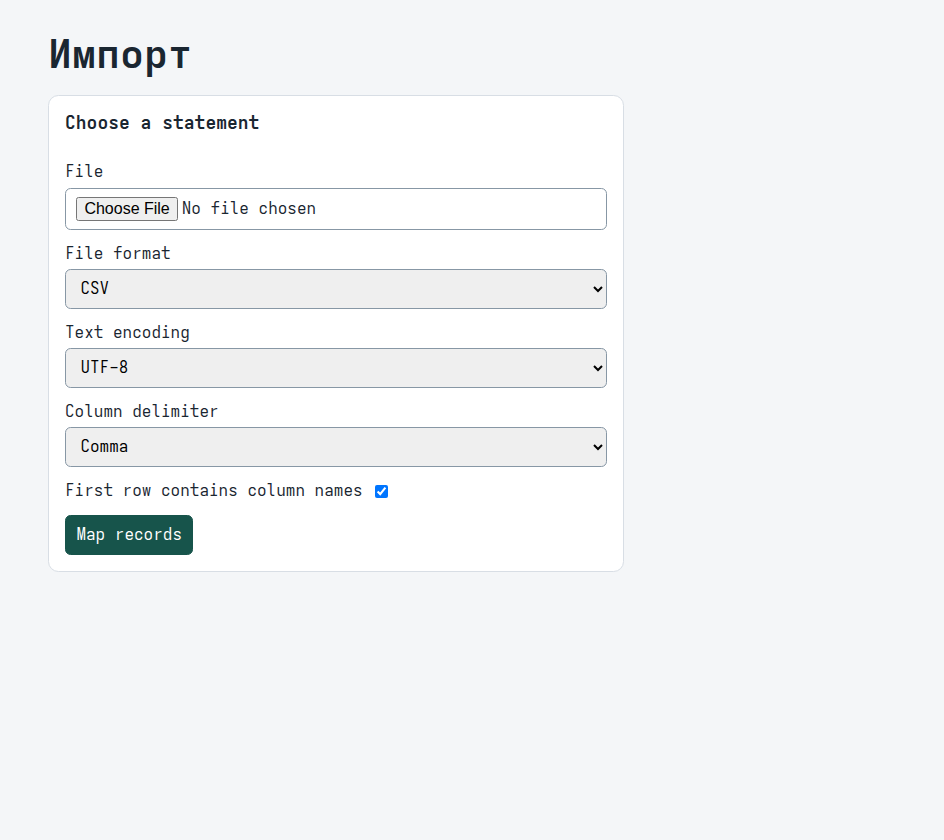 Импорт
Choose a statement
File
Choose File No file chosen
File format
CSV
Text encoding
UTF-8
Column delimiter
Comma
First row contains column names
Map records